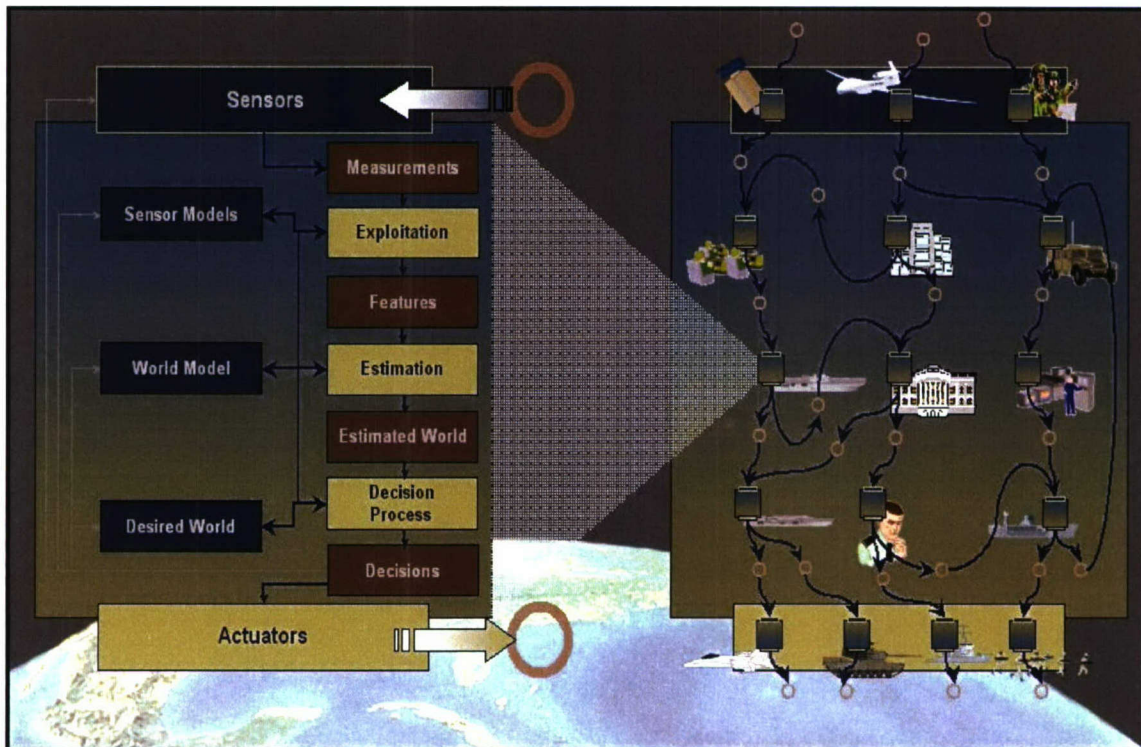 Sensors
Measurements
Sensor Models
Exploitation
Features
World Model
Estimation
Estimated World
Decision
Process
Desired World
Decisions
Actuators